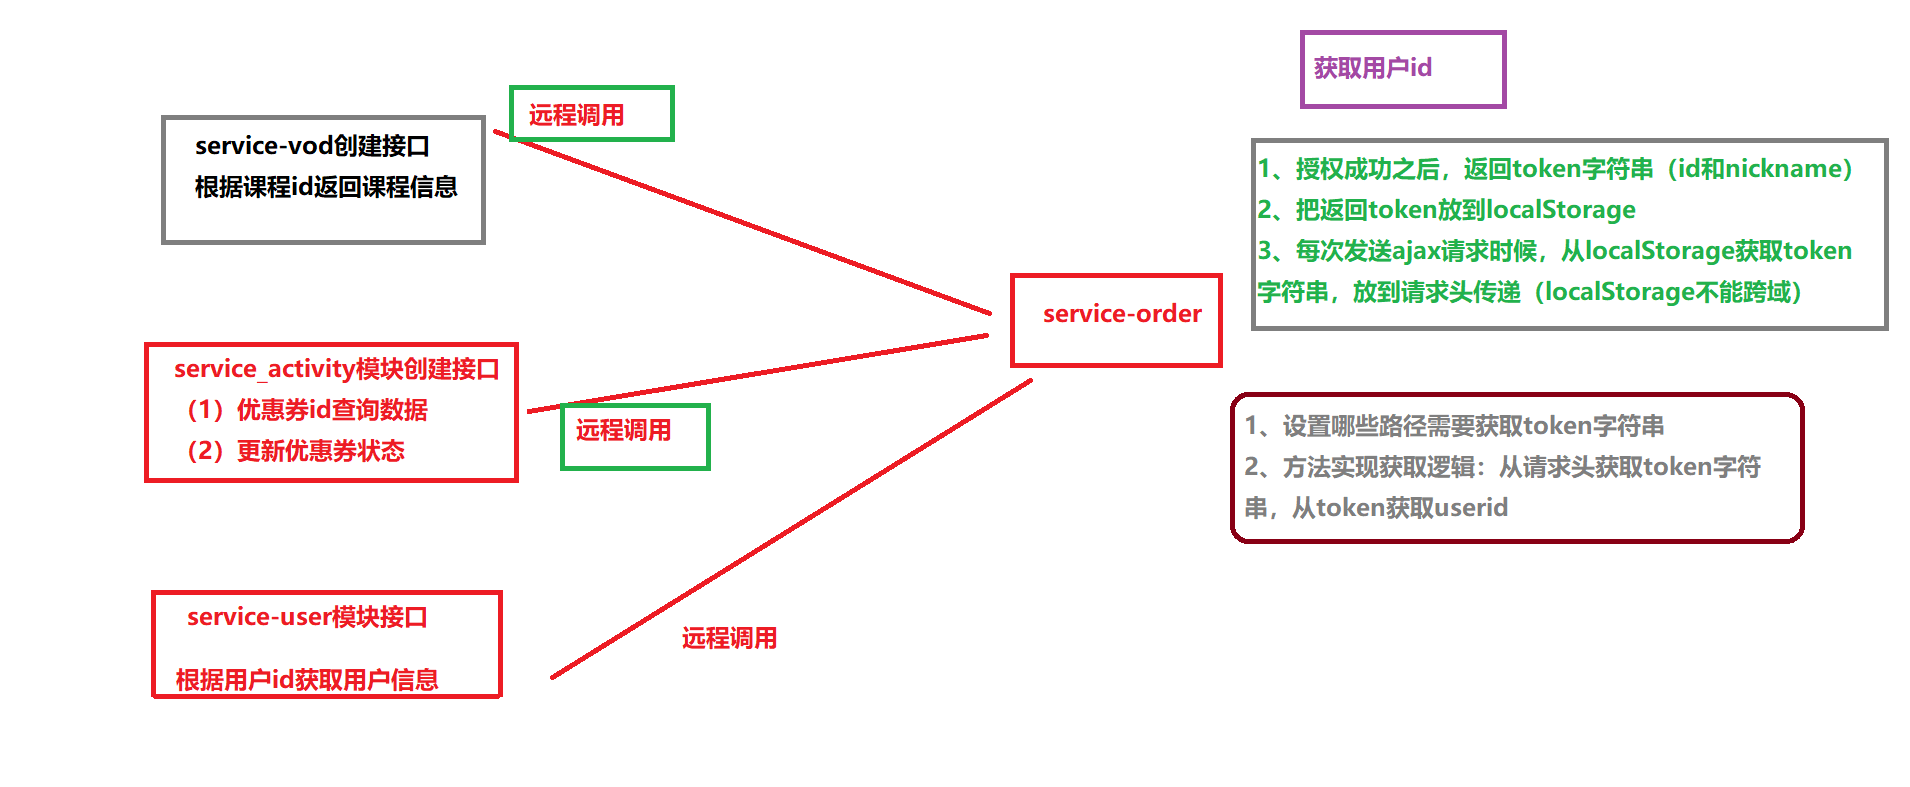 获取用户id
远程调用
service-vod创建接口
根据课程id返回课程信息
1、授权成功之后，返回token字符串（id和nickname）
2、把返回token放到localStorage
3、每次发送ajax请求时候，从localStorage获取token
字符串，放到请求头传递（localStorage不能跨域）
service-order
service_activity模块创建接口
（1）优惠券id查询数据
（2）更新优惠券状态
远程调用
1、设置哪些路径需要获取token字符串
2、方法实现获取逻辑：从请求头获取token字符
串，从token获取userid
service-user模块接口
根据用户id获取用户信息
远程调用